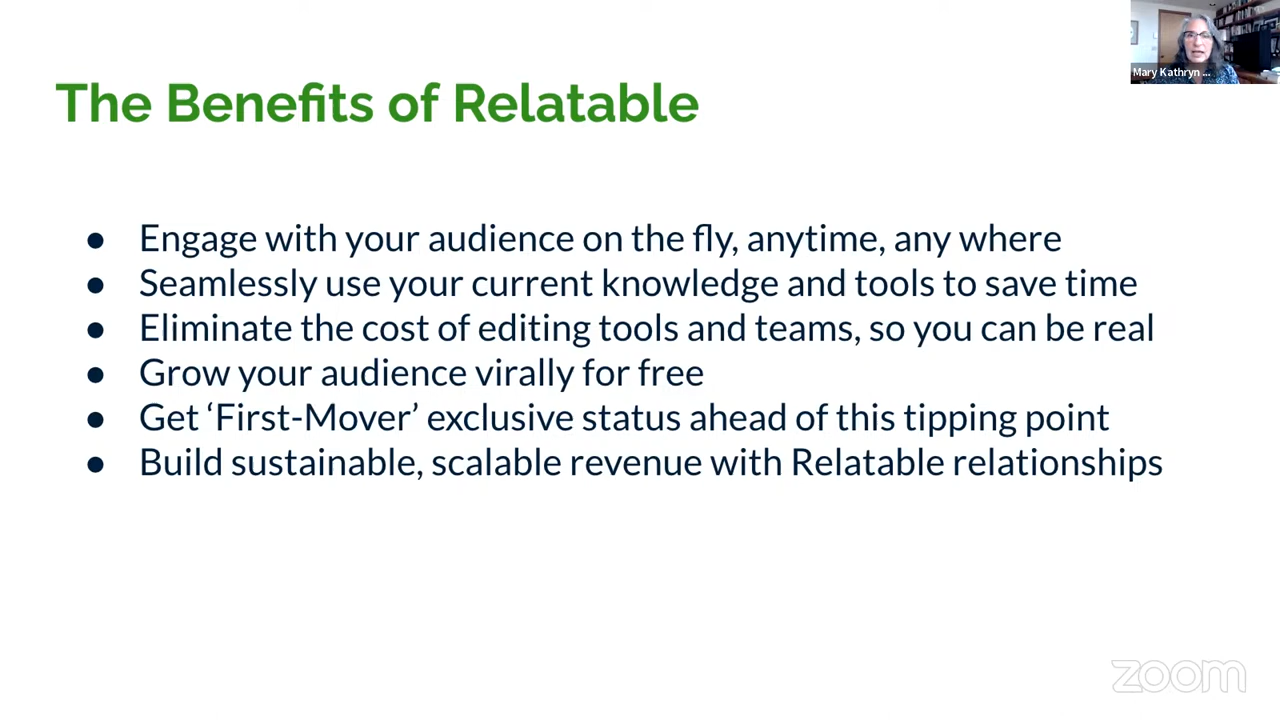 Mary Kathryn ...
The Benefits of Relatable
● Engage with your audience on the fly, anytime, any where
● Seamlessly use your current knowledge and tools to save time
● Eliminate the cost of editing tools and teams, so you can be real
● Grow your audience virally for free
● Get ‘First-Mover’ exclusive status ahead of this tipping point
● Build sustainable, scalable revenue with Relatable relationships
zoom